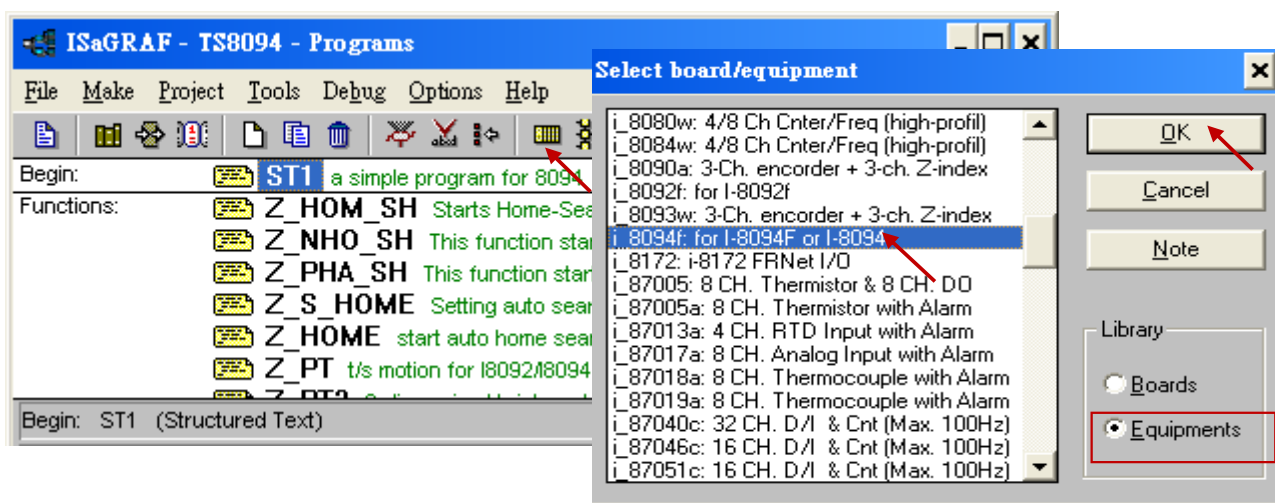 ISaGRAF - TS8094 - Programs
File Make Project Tools Debug Options Help
Begin: ST1 a simple program for 8094
Functions: Z_HOM_SH Starts Home-Sea
Z_NHO_SH This function star
Z_PHA_SH This function star
Z_S_HOME Setting auto sear
Z_HOME start auto home sear
Z_PT t/s motion for I8092/I8094
Begin: ST1 (Structured Text)
Select board/equipment
i_8080w: 4/8 Ch Cnter/Freq (high-profil)
i_8084w: 4/8 Ch Cnter/Freq (high-profil)
i_8090a: 3-Ch. encorder + 3-ch. Z-index
i_8092f: for I-8092f
i_8093w: 3-Ch. encorder + 3-ch. Z-index
i_8094f: for I-8094F or I-8094
i_8172: i-8172 FRNet I/O
i_87005: 8 CH. Thermistor & 8 CH. DO
i_87005a: 8 CH. Thermistor with Alarm
i_87013a: 4 CH. RTD Input with Alarm
i_87017a: 8 CH. Analog Input with Alarm
i_87018a: 8 CH. Thermocouple with Alarm
i_87019a: 8 CH. Thermocouple with Alarm
i_87040c: 32 CH. D/I & Cnt (Max. 100Hz)
i_87046c: 16 CH. D/I & Cnt (Max. 100Hz)
i_87051c: 16 CH. D/I & Cnt (Max. 100Hz)
OK
Cancel
Note
Library
Boards
Equipments